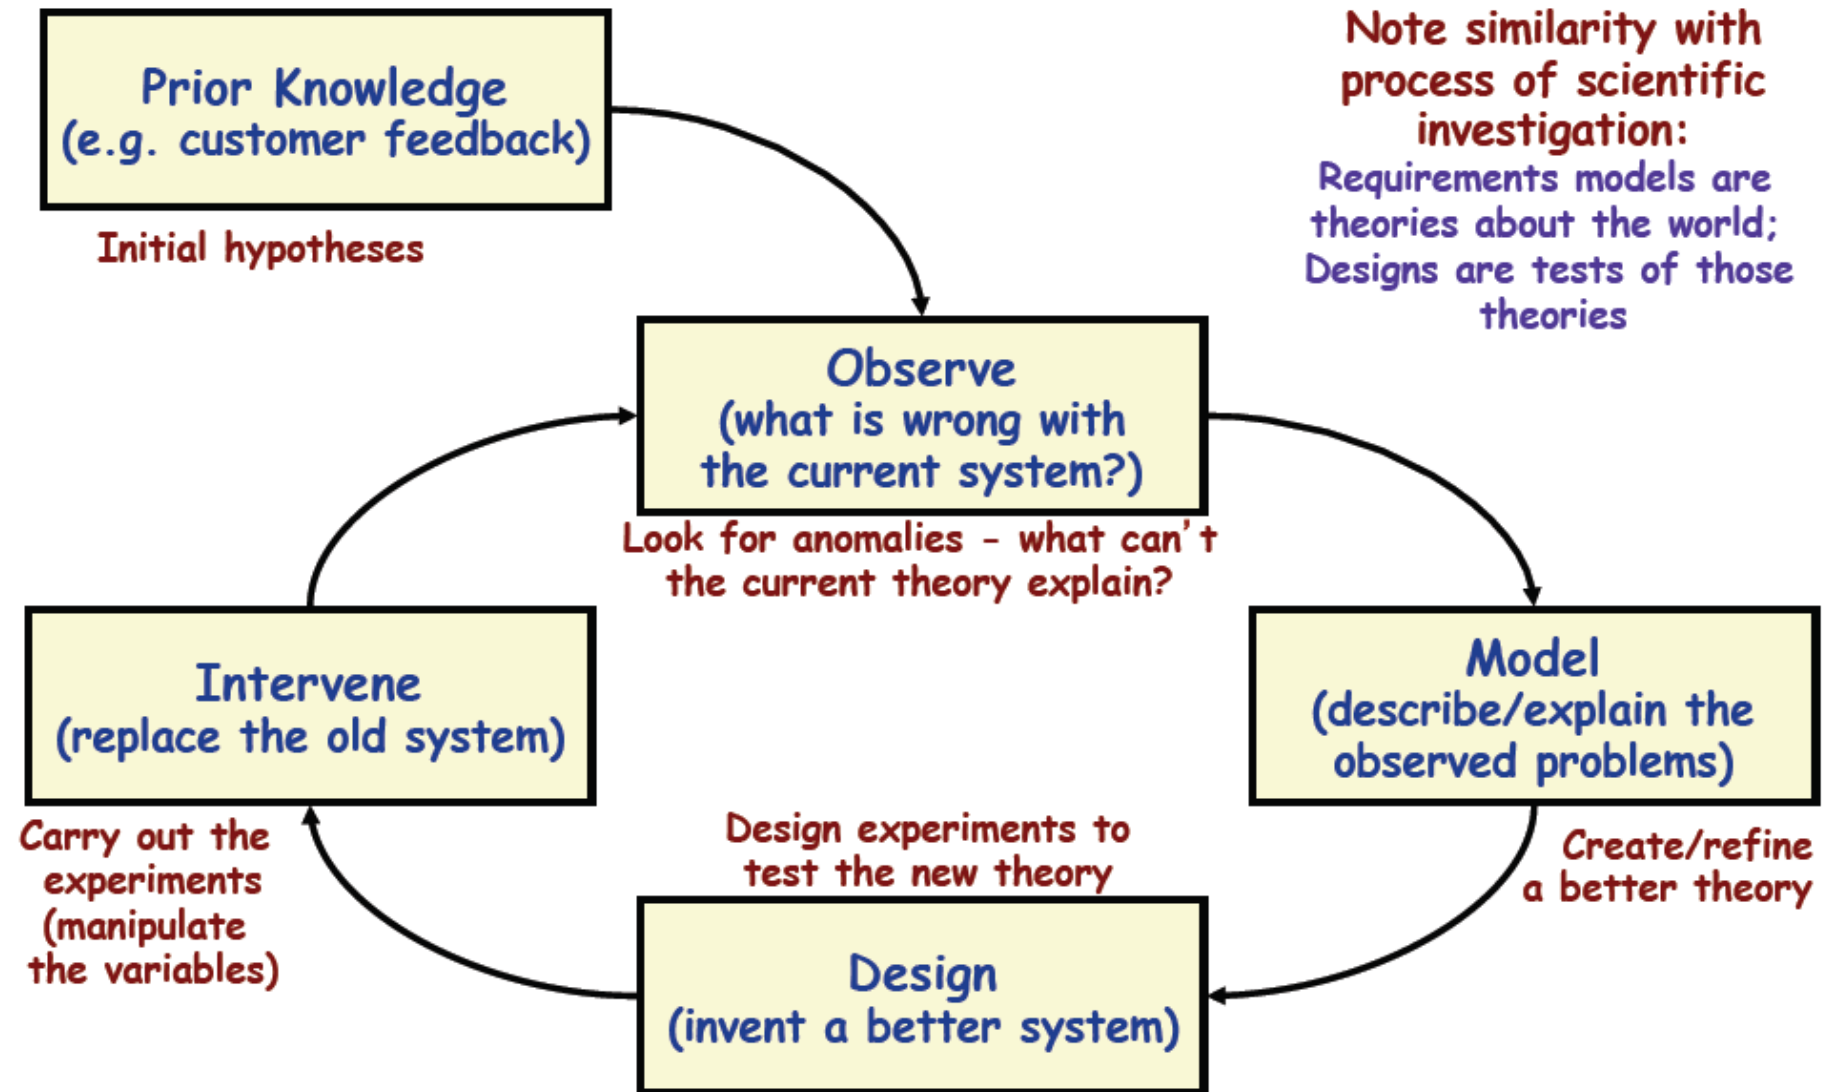 Prior Knowledge
(e.g. customer feedback)
Initial hypotheses
Note similarity with
process of scientific
investigation:
Requirements models are
theories about the world;
Designs are tests of those
theories
Observe
(what is wrong with
the current system?)
Look for anomalies - what can't
the current theory explain?
Model
(describe/explain the
observed problems)
Create/refine
a better theory
Design experiments to
test the new theory
Design
(invent a better system)
Intervene
(replace the old system)
Carry out the
experiments
(manipulate
the variables)